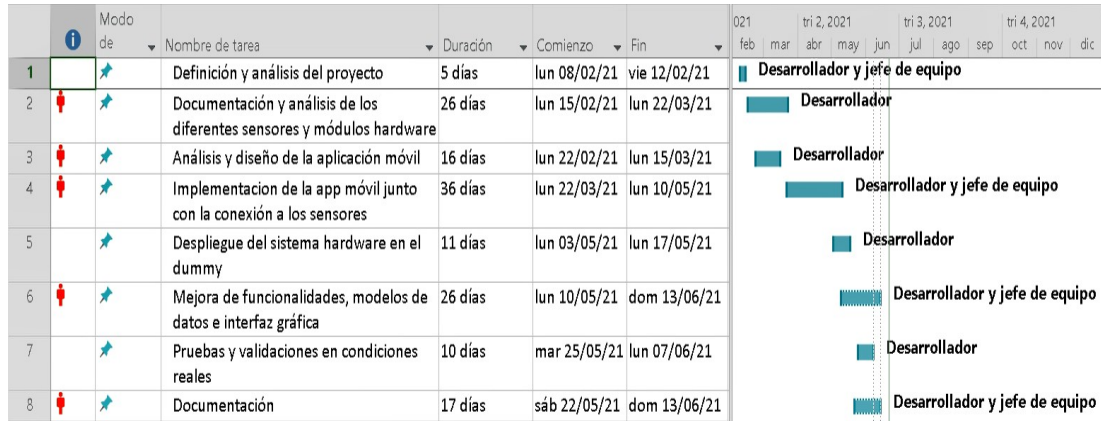 Modo
de Nombre de tarea Duración Comienzo Fin
021 tri 2, 2021 tri 3, 2021 tri 4, 2021
feb mar abr may jun jul ago sep oct nov dic
1 Definición y análisis del proyecto 5 días lun 08/02/21 vie 12/02/21 Desarrollador y jefe de equipo
2 Documentación y análisis de los 26 días lun 15/02/21 lun 22/03/21 Desarrollador
diferentes sensores y módulos hardware
3 Análisis y diseño de la aplicación móvil 16 días lun 22/02/21 lun 15/03/21 Desarrollador
4 Implementacion de la app móvil junto 36 días lun 22/03/21 lun 10/05/21 Desarrollador y jefe de equipo
con la conexión a los sensores
5 Despliegue del sistema hardware en el 11 días lun 03/05/21 lun 17/05/21 Desarrollador
dummy
6 Mejora de funcionalidades, modelos de 26 días lun 10/05/21 dom 13/06/21 Desarrollador y jefe de equipo
datos e interfaz gráfica
7 Pruebas y validaciones en condiciones 10 días mar 25/05/21 lun 07/06/21 Desarrollador
reales
8 Documentación 17 días sáb 22/05/21 dom 13/06/21 Desarrollador y jefe de equipo